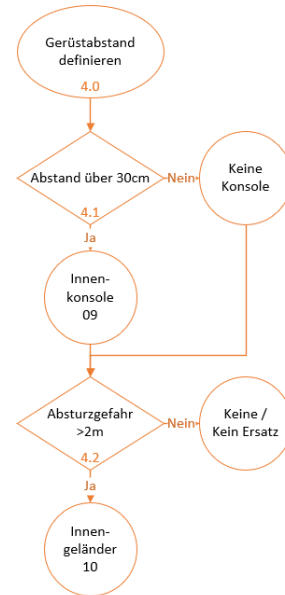 Gerüstabstand
definieren
4.0
Abstand über 30cm
Nein
Keine
Konsole
4.1
Ja
Innen-
konsole
09
Absturzgefahr
>2m
Nein
Keine /
Kein Ersatz
4.2
Ja
Innen-
geländer
10